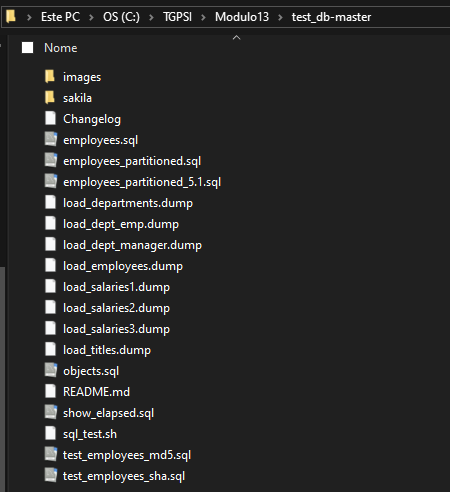 Este PC > OS (C:) > TGPSI > Modulo13 > test_db-master
Nome
images
sakila
Changelog
employees.sql
employees_partitioned.sql
employees_partitioned_5.1.sql
load_departments.dump
load_dept_emp.dump
load_dept_manager.dump
load_employees.dump
load_salaries1.dump
load_salaries2.dump
load_salaries3.dump
load_titles.dump
objects.sql
README.md
show_elapsed.sql
sql_test.sh
test_employees_md5.sql
test_employees_sha.sql